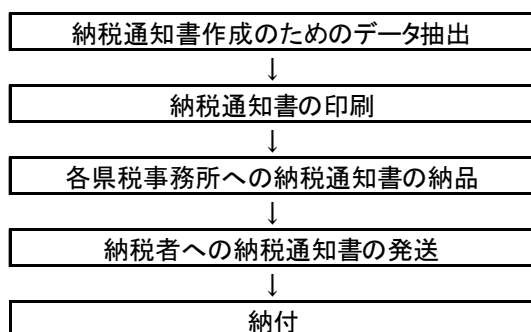 納税通知書作成のためのデータ抽出
↓
納税通知書の印刷
↓
各県税事務所への納税通知書の納品
↓
納税者への納税通知書の発送
↓
納付